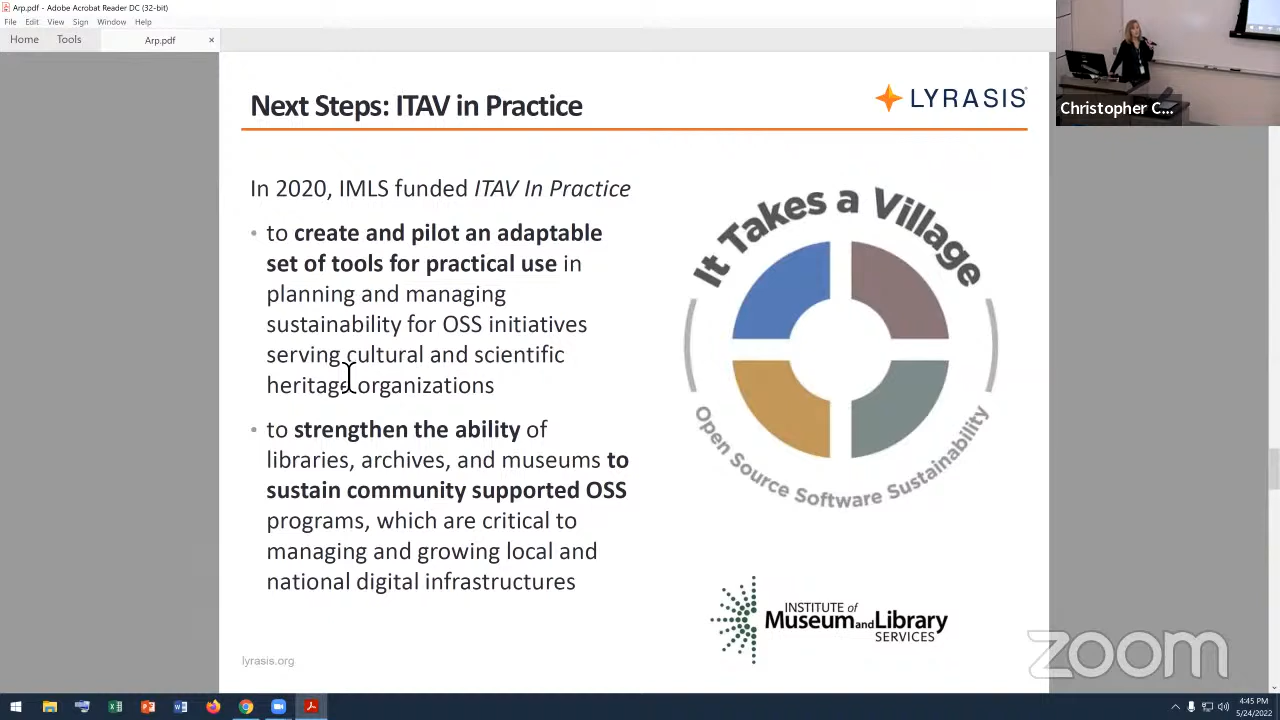 Arp.pdf - Adobe Acrobat Reader DC (32-bit)
File Edit View Sign Window Help
Home Tools Arp.pdf ×
Next Steps: ITAV in Practice
LYRASIS
Christopher C...
In 2020, IMLS funded ITAV In Practice
• to create and pilot an adaptable
set of tools for practical use in
planning and managing
sustainability for OSS initiatives
serving cultural and scientific
heritage organizations
• to strengthen the ability of
libraries, archives, and museums to
sustain community supported OSS
programs, which are critical to
managing and growing local and
national digital infrastructures
It Takes a Village
Open Source Software Sustainability
INSTITUTE of
Museum and Library
SERVICES
lyrasis.org
zoom
4:45 PM
5/24/2022